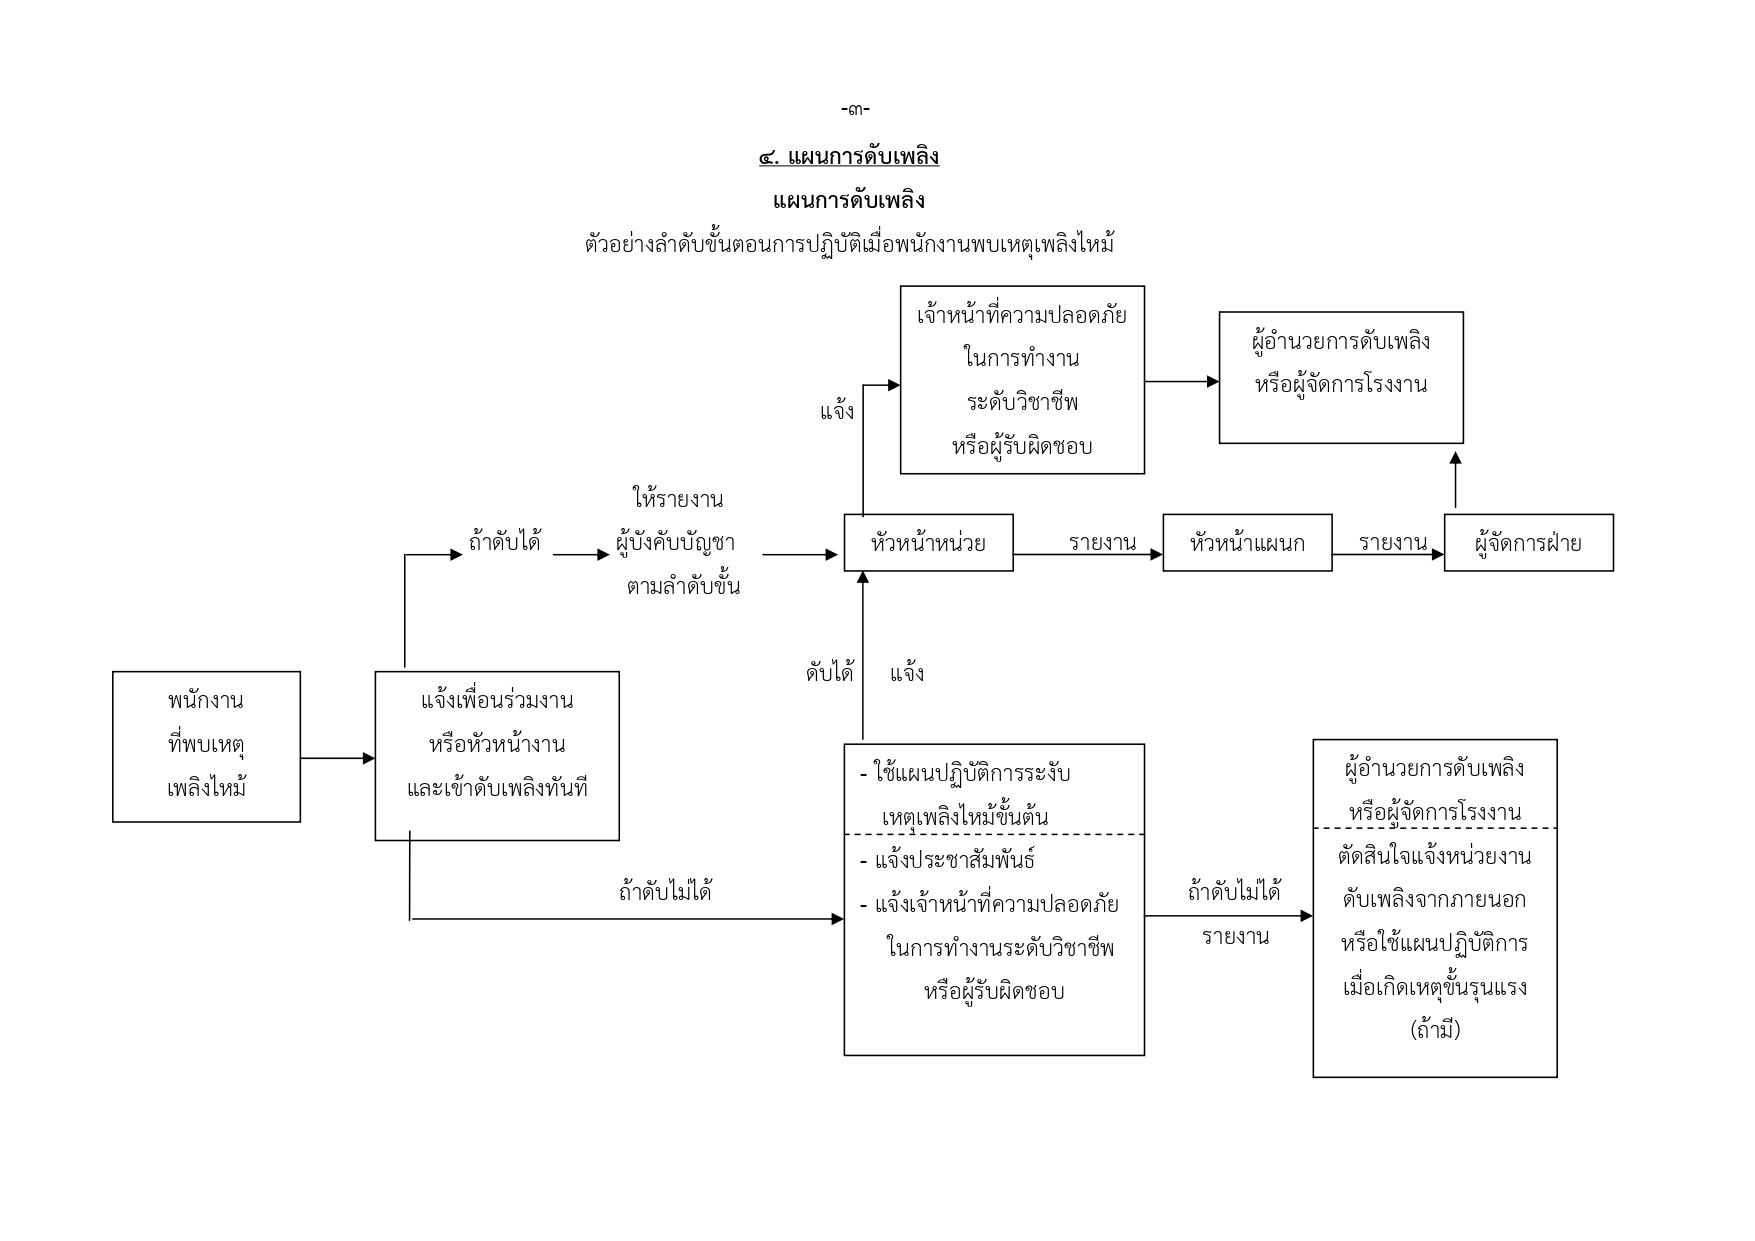 -๓-
๔. แผนการดับเพลิง
แผนการดับเพลิง
ตัวอย่างลำดับขั้นตอนการปฏิบัติเมื่อพนักงานพบเหตุเพลิงไหม้
เจ้าหน้าที่ความปลอดภัย
ในการทำงาน
ระดับวิชาชีพ
หรือผู้รับผิดชอบ
ผู้อำนวยการดับเพลิง
หรือผู้จัดการโรงงาน
แจ้ง
ให้รายงาน
ผู้บังคับบัญชา
ตามลำดับขั้น
ถ้าดับได้
หัวหน้าหน่วย
รายงาน
หัวหน้าแผนก
รายงาน
ผู้จัดการฝ่าย
ดับได้
แจ้ง
พนักงาน
ที่พบเหตุ
เพลิงไหม้
แจ้งเพื่อนร่วมงาน
หรือหัวหน้างาน
และเข้าดับเพลิงทันที
ถ้าดับไม่ได้
- ใช้แผนปฏิบัติการระงับ
เหตุเพลิงไหม้ขั้นต้น
- แจ้งประชาสัมพันธ์
- แจ้งเจ้าหน้าที่ความปลอดภัย
ในการทำงานระดับวิชาชีพ
หรือผู้รับผิดชอบ
ถ้าดับไม่ได้
รายงาน
ผู้อำนวยการดับเพลิง
หรือผู้จัดการโรงงาน
ตัดสินใจแจ้งหน่วยงาน
ดับเพลิงจากภายนอก
หรือใช้แผนปฏิบัติการ
เมื่อเกิดเหตุขั้นรุนแรง
(ถ้ามี)